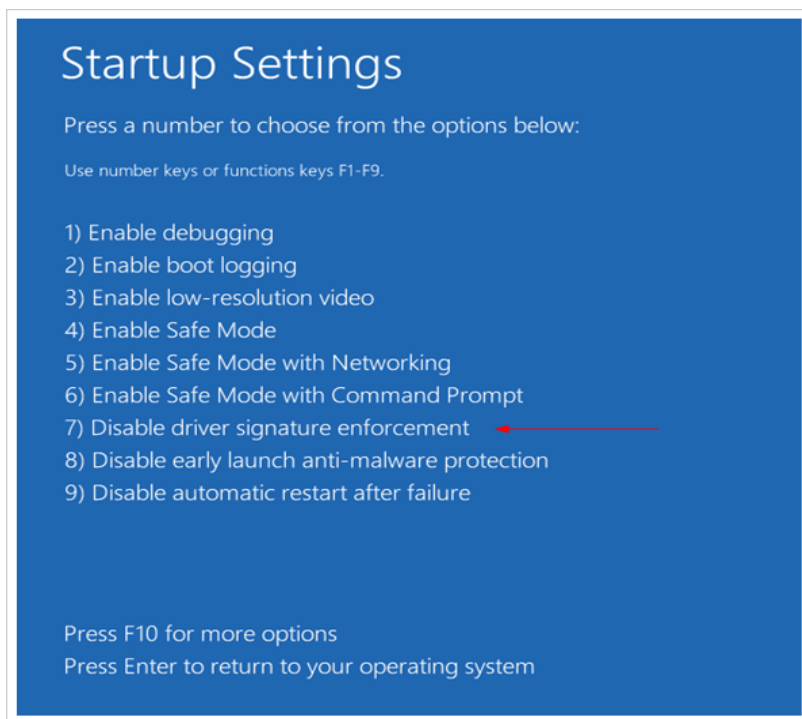 Startup Settings
Press a number to choose from the options below:
Use number keys or functions keys F1-F9.
1) Enable debugging
2) Enable boot logging
3) Enable low-resolution video
4) Enable Safe Mode
5) Enable Safe Mode with Networking
6) Enable Safe Mode with Command Prompt
7) Disable driver signature enforcement
8) Disable early launch anti-malware protection
9) Disable automatic restart after failure
Press F10 for more options
Press Enter to return to your operating system